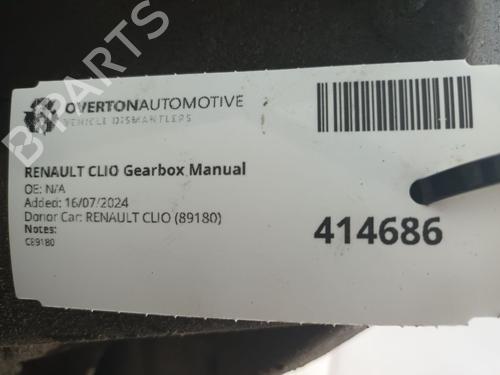 B-PARTS
OVERTONAUTOMOTIVE
VEHICLE DISMANTLERS
RENAULT CLIO Gearbox Manual
OE: N/A
Added: 16/07/2024
Donor Car: RENAULT CLIO (89180)
Notes:
C89180
414686